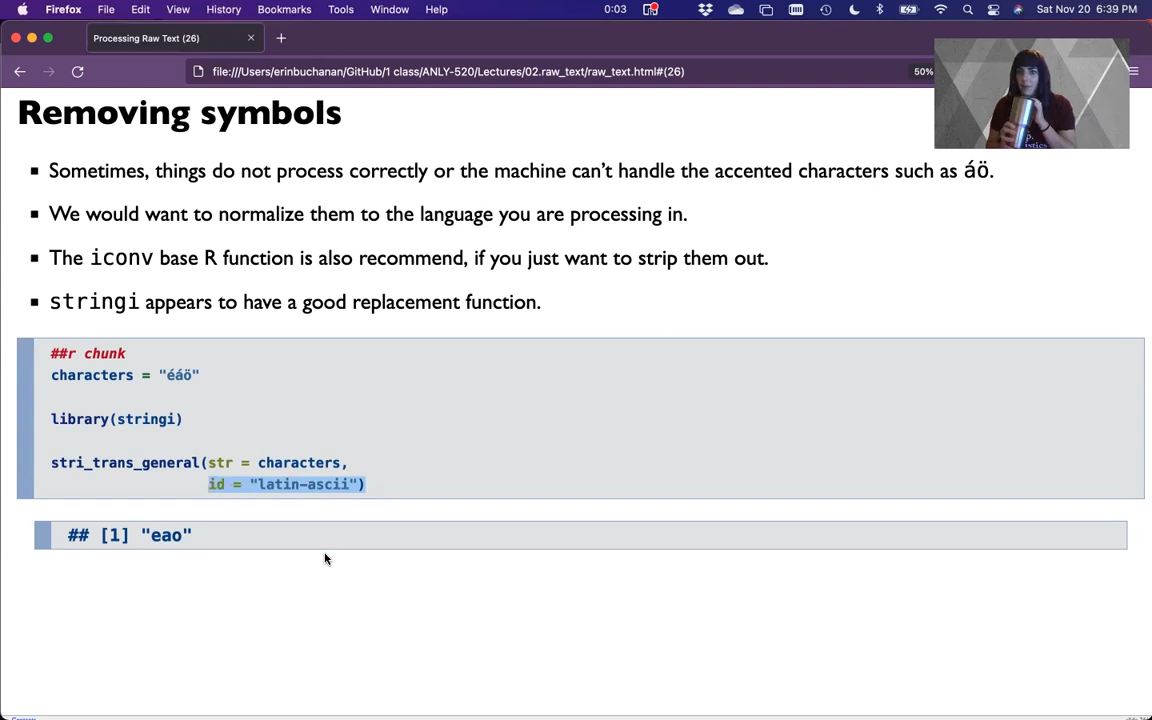 Firefox File Edit View History Bookmarks Tools Window Help 0:03 Sat Nov 20 6:39 PM
Processing Raw Text (26)
file:///Users/erinbuchanan/GitHub/1 class/ANLY-520/Lectures/02.raw_text/raw_text.html#(26) 50%
Removing symbols
Sometimes, things do not process correctly or the machine can't handle the accented characters such as áö.
We would want to normalize them to the language you are processing in.
The iconv base R function is also recommend, if you just want to strip them out.
stringi appears to have a good replacement function.
##r chunk
characters = "éáö"
library(stringi)
stri_trans_general(str = characters,
id = "latin-ascii")
## [1] "eao"